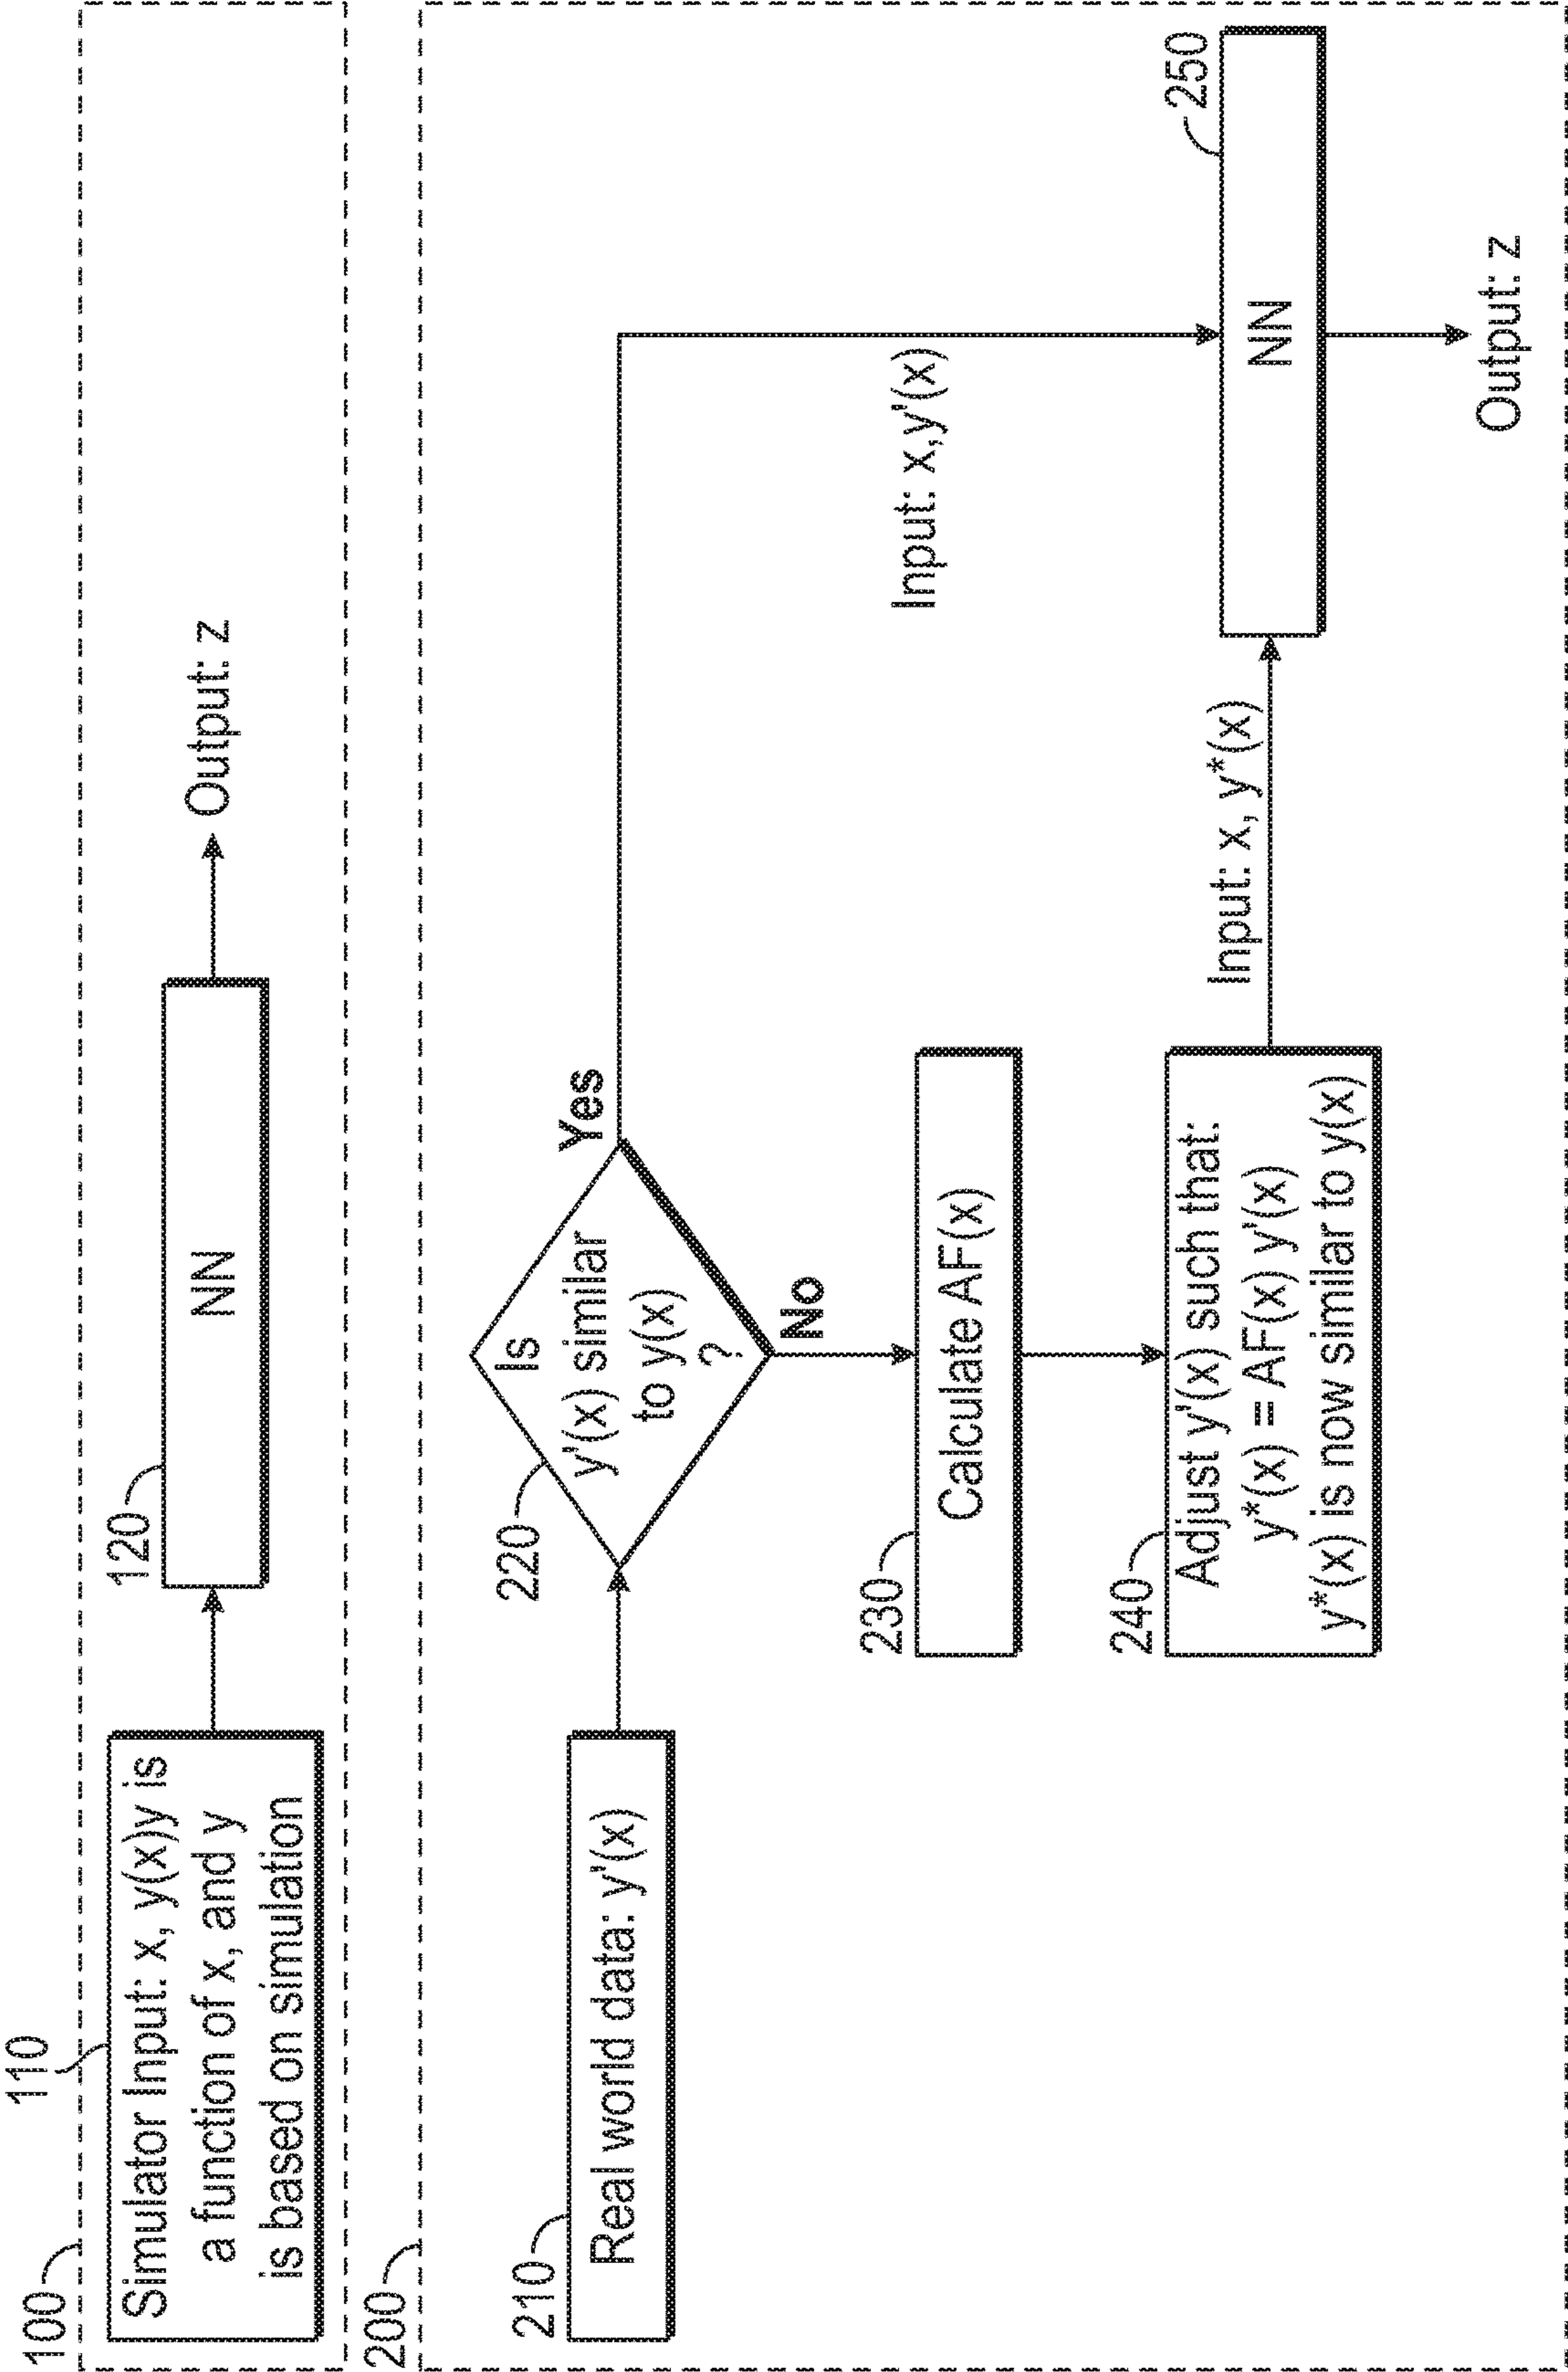 100
110
Simulator Input: x, y(x)y is
a function of x, and y
is based on simulation
120
NN
Output: z
200
210
Real world data: y'(x)
220
Is
y'(x) similar
to y(x)
?
Yes
No
230
Calculate AF(x)
240
Adjust y'(x) such that:
y*(x) = AF(x) y'(x)
y*(x) is now similar to y(x)
Input: x, y*(x)
Input: x,y'(x)
250
NN
Output: z